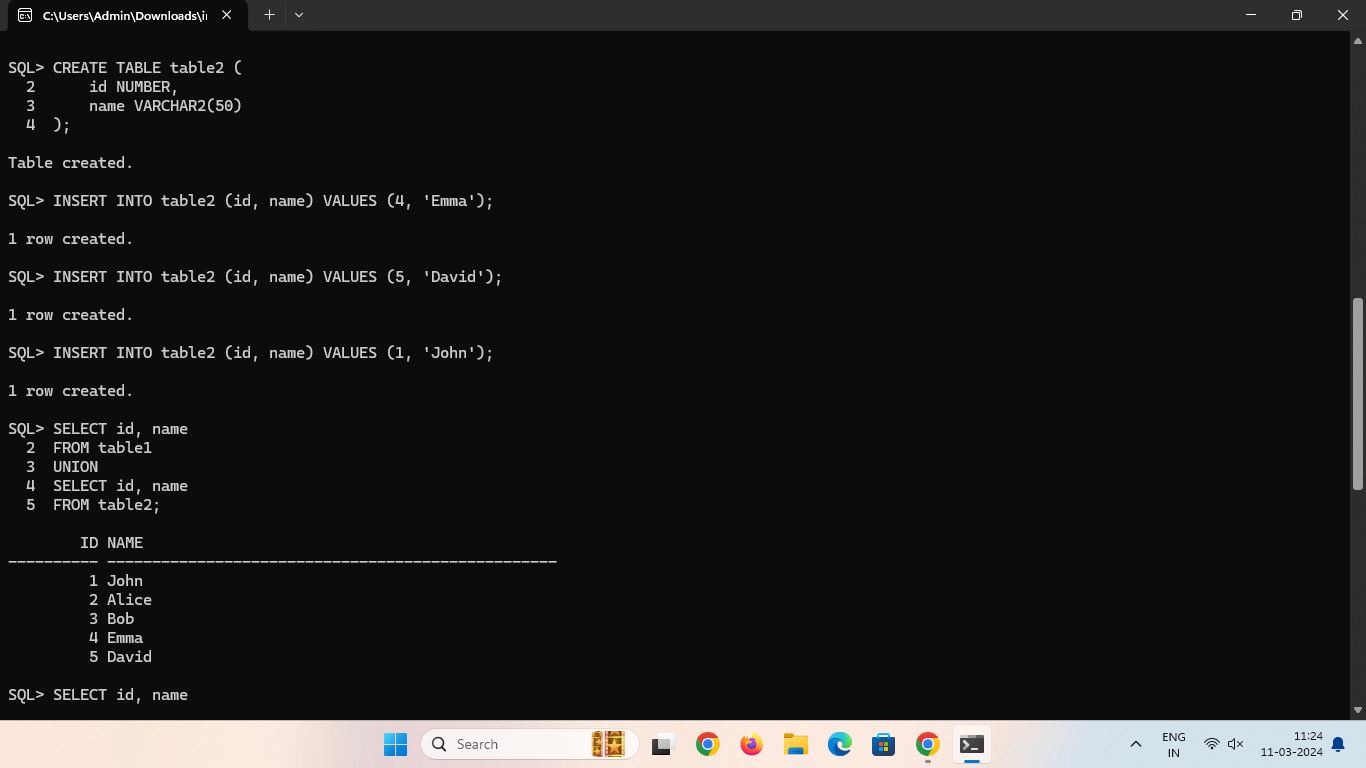 C:\Users\Admin\Downloads\in
SQL> CREATE TABLE table2 (
  2      id NUMBER,
  3      name VARCHAR2(50)
  4  );
Table created.
SQL> INSERT INTO table2 (id, name) VALUES (4, 'Emma');
1 row created.
SQL> INSERT INTO table2 (id, name) VALUES (5, 'David');
1 row created.
SQL> INSERT INTO table2 (id, name) VALUES (1, 'John');
1 row created.
SQL> SELECT id, name
  2  FROM table1
  3  UNION
  4  SELECT id, name
  5  FROM table2;
        ID NAME
---------- --------------------------------------------------
         1 John
         2 Alice
         3 Bob
         4 Emma
         5 David
SQL> SELECT id, name
Search
ENG
IN
11:24
11-03-2024